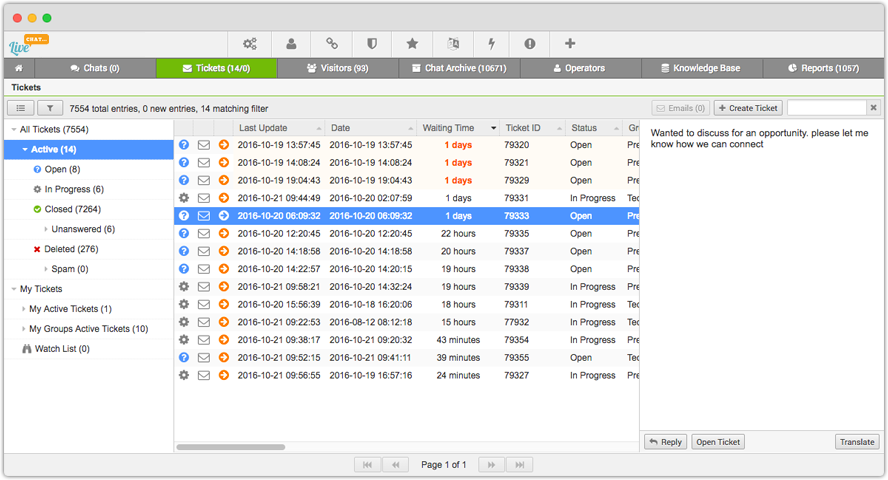 CHAT...
Live
Chats (0)
Tickets (14/0)
Visitors (93)
Chat Archive (10671)
Operators
Knowledge Base
Reports (1057)
Tickets
7554 total entries, 0 new entries, 14 matching filter
Emails (0)
Create Ticket
All Tickets (7554)
Active (14)
Open (8)
In Progress (6)
Closed (7264)
Unanswered (6)
Deleted (276)
Spam (0)
My Tickets
My Active Tickets (1)
My Groups Active Tickets (10)
Watch List (0)
Last Update Date Waiting Time Ticket ID Status Gr
2016-10-19 13:57:45 2016-10-19 13:57:45 1 days 79320 Open Pre
2016-10-19 14:08:24 2016-10-19 14:08:24 1 days 79321 Open Pre
2016-10-19 19:04:43 2016-10-19 19:04:43 1 days 79329 Open Pre
2016-10-21 09:44:49 2016-10-20 02:07:59 1 days 79331 In Progress Tec
2016-10-20 06:09:32 2016-10-20 06:09:32 1 days 79333 Open Pre
2016-10-20 12:20:45 2016-10-20 12:20:45 22 hours 79335 Open Pre
2016-10-20 14:18:58 2016-10-20 14:18:58 20 hours 79337 Open Pre
2016-10-20 14:22:57 2016-10-20 14:20:15 19 hours 79338 Open Pre
2016-10-21 09:58:21 2016-10-20 14:32:24 19 hours 79339 In Progress Pre
2016-10-20 15:56:39 2016-10-18 16:20:06 18 hours 79311 In Progress Tec
2016-10-21 09:22:53 2016-08-12 08:12:18 15 hours 77932 In Progress Pre
2016-10-21 09:38:17 2016-10-21 09:20:32 43 minutes 79354 In Progress Pre
2016-10-21 09:52:15 2016-10-21 09:41:11 39 minutes 79355 Open Tec
2016-10-21 09:56:55 2016-10-19 16:57:16 24 minutes 79327 In Progress Pre
Wanted to discuss for an opportunity. please let me
know how we can connect
Reply
Open Ticket
Translate
Page 1 of 1